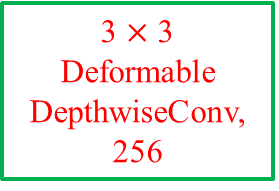 3 × 3
Deformable
DepthwiseConv,
256